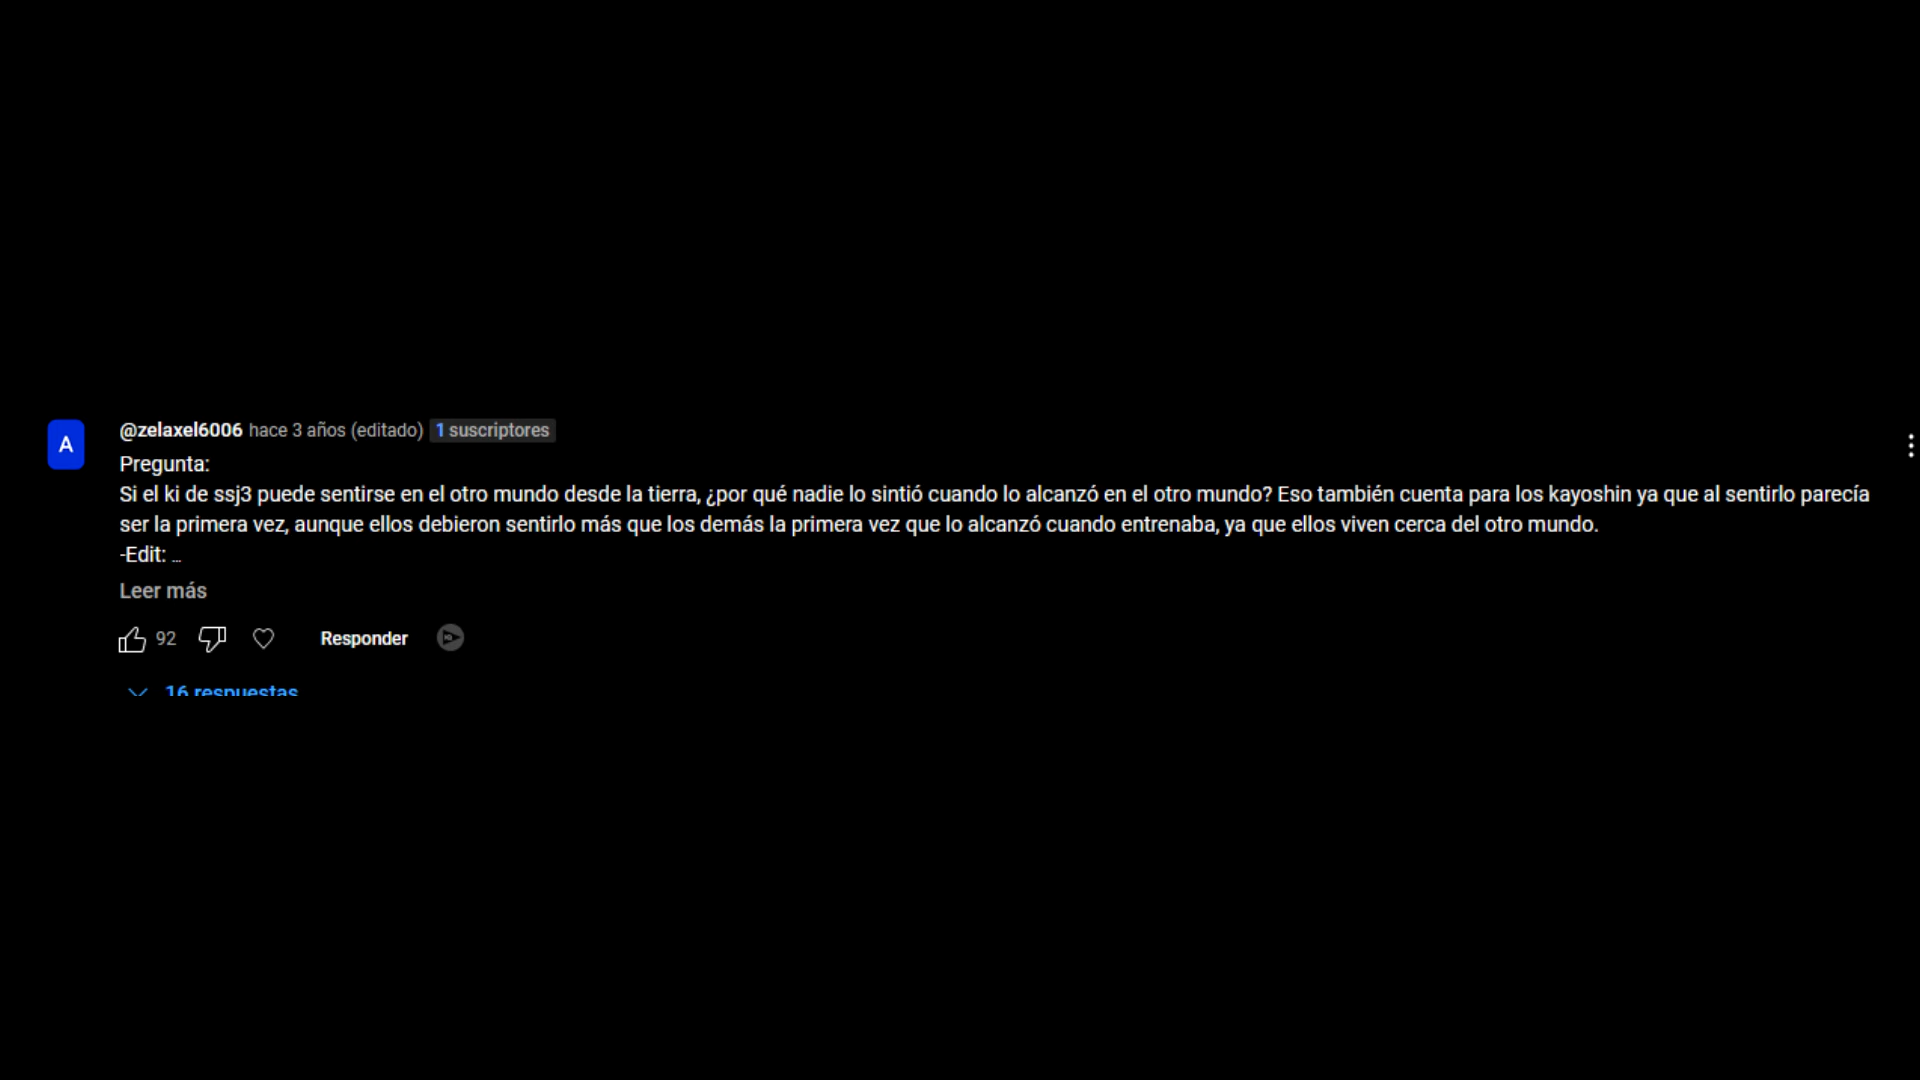 A
@zelaxel6006 hace 3 años (editado) 1 suscriptores
Pregunta:
Si el ki de ssj3 puede sentirse en el otro mundo desde la tierra, ¿por qué nadie lo sintió cuando lo alcanzó en el otro mundo? Eso también cuenta para los kayoshin ya que al sentirlo parecía
ser la primera vez, aunque ellos debieron sentirlo más que los demás la primera vez que lo alcanzó cuando entrenaba, ya que ellos viven cerca del otro mundo.
-Edit: ...
Leer más
92 Responder
16 respuestas